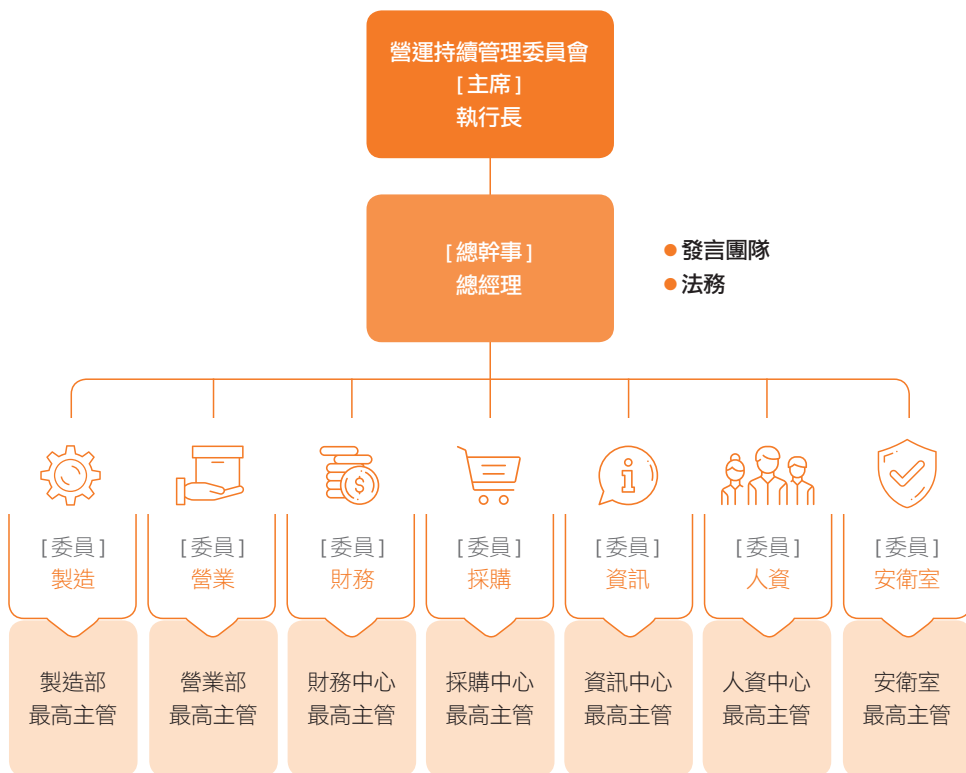 營運持續管理委員會
[主席]
執行長
[總幹事]
總經理
● 發言團隊
● 法務
[委員]
製造
[委員]
營業
[委員]
財務
[委員]
採購
[委員]
資訊
[委員]
人資
[委員]
安衛室
製造部
最高主管
營業部
最高主管
財務中心
最高主管
採購中心
最高主管
資訊中心
最高主管
人資中心
最高主管
安衛室
最高主管